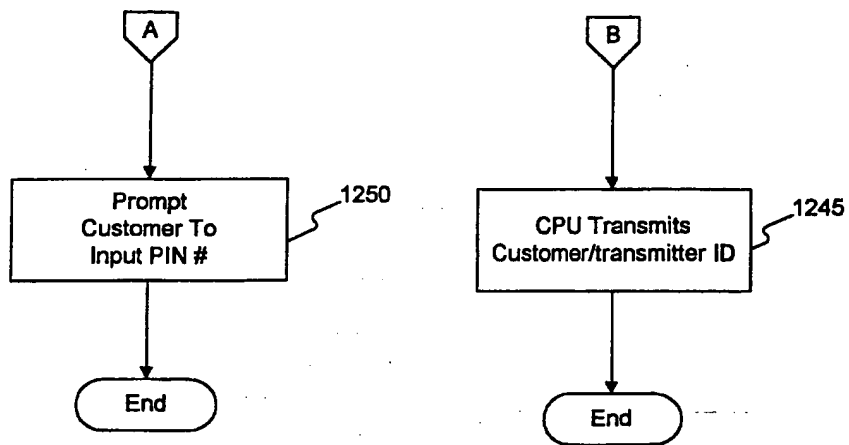 A
Prompt
Customer To
Input PIN #
1250
End
B
CPU Transmits
Customer/transmitter ID
1245
End